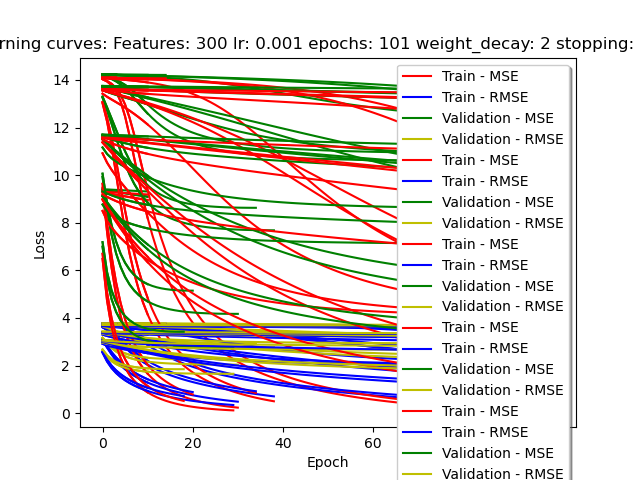 rning curves: Features: 300 lr: 0.001 epochs: 101 weight_decay: 2 stopping:
14
12
10
8
6
4
2
0
Loss
0
20
40
60
Epoch
Train - MSE
Train - RMSE
Validation - MSE
Validation - RMSE
Train - MSE
Train - RMSE
Validation - MSE
Validation - RMSE
Train - MSE
Train - RMSE
Validation - MSE
Validation - RMSE
Train - MSE
Train - RMSE
Validation - MSE
Validation - RMSE
Train - MSE
Train - RMSE
Validation - MSE
Validation - RMSE